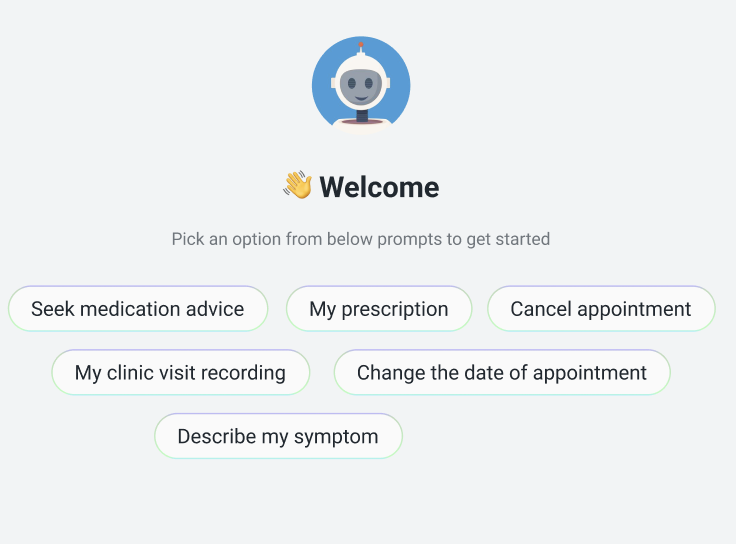 👋 Welcome
Pick an option from below prompts to get started
Seek medication advice
My prescription
Cancel appointment
My clinic visit recording
Change the date of appointment
Describe my symptom